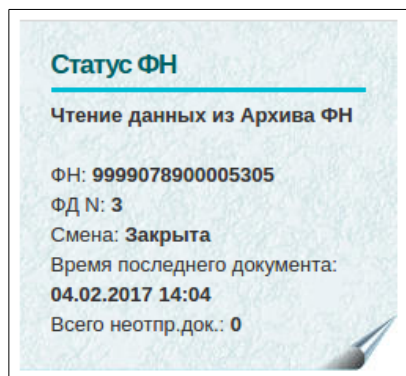 Статус ФН
Чтение данных из Архива ФН
ФН: 9999078900005305
ФД N: 3
Смена: Закрыта
Время последнего документа:
04.02.2017 14:04
Всего неотпр.док.: 0